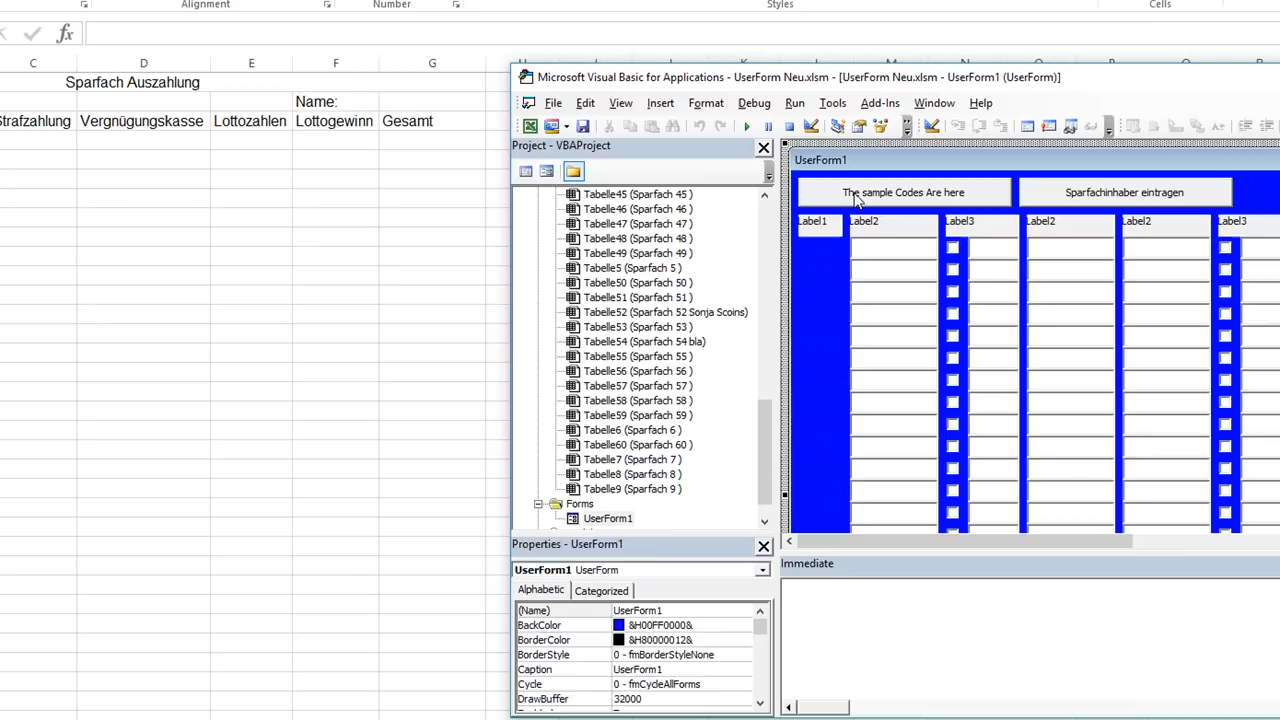 Alignment
Number
Styles
Cells
fx
C D E F G
Sparfach Auszahlung
Name:
trafzahlung Vergnügungskasse Lottozahlen Lottogewinn Gesamt
Microsoft Visual Basic for Applications - UserForm Neu.xlsm - [UserForm Neu.xlsm - UserForm1 (UserForm)]
File Edit View Insert Format Debug Run Tools Add-Ins Window Help
Project - VBAProject
Tabelle45 (Sparfach 45 )
Tabelle46 (Sparfach 46 )
Tabelle47 (Sparfach 47 )
Tabelle48 (Sparfach 48 )
Tabelle49 (Sparfach 49 )
Tabelle5 (Sparfach 5 )
Tabelle50 (Sparfach 50 )
Tabelle51 (Sparfach 51 )
Tabelle52 (Sparfach 52 Sonja Scoins)
Tabelle53 (Sparfach 53 )
Tabelle54 (Sparfach 54 bla)
Tabelle55 (Sparfach 55 )
Tabelle56 (Sparfach 56 )
Tabelle57 (Sparfach 57 )
Tabelle58 (Sparfach 58 )
Tabelle59 (Sparfach 59 )
Tabelle6 (Sparfach 6 )
Tabelle60 (Sparfach 60 )
Tabelle7 (Sparfach 7 )
Tabelle8 (Sparfach 8 )
Tabelle9 (Sparfach 9 )
Forms
UserForm1
Properties - UserForm1
UserForm1 UserForm
Alphabetic Categorized
(Name) UserForm1
BackColor &H00FF0000&
BorderColor &H80000012&
BorderStyle 0 - fmBorderStyleNone
Caption UserForm1
Cycle 0 - fmCycleAllForms
DrawBuffer 32000
UserForm1
The sample Codes Are here
Sparfachinhaber eintragen
Label1 Label2 Label3 Label2 Label2 Label3
Immediate